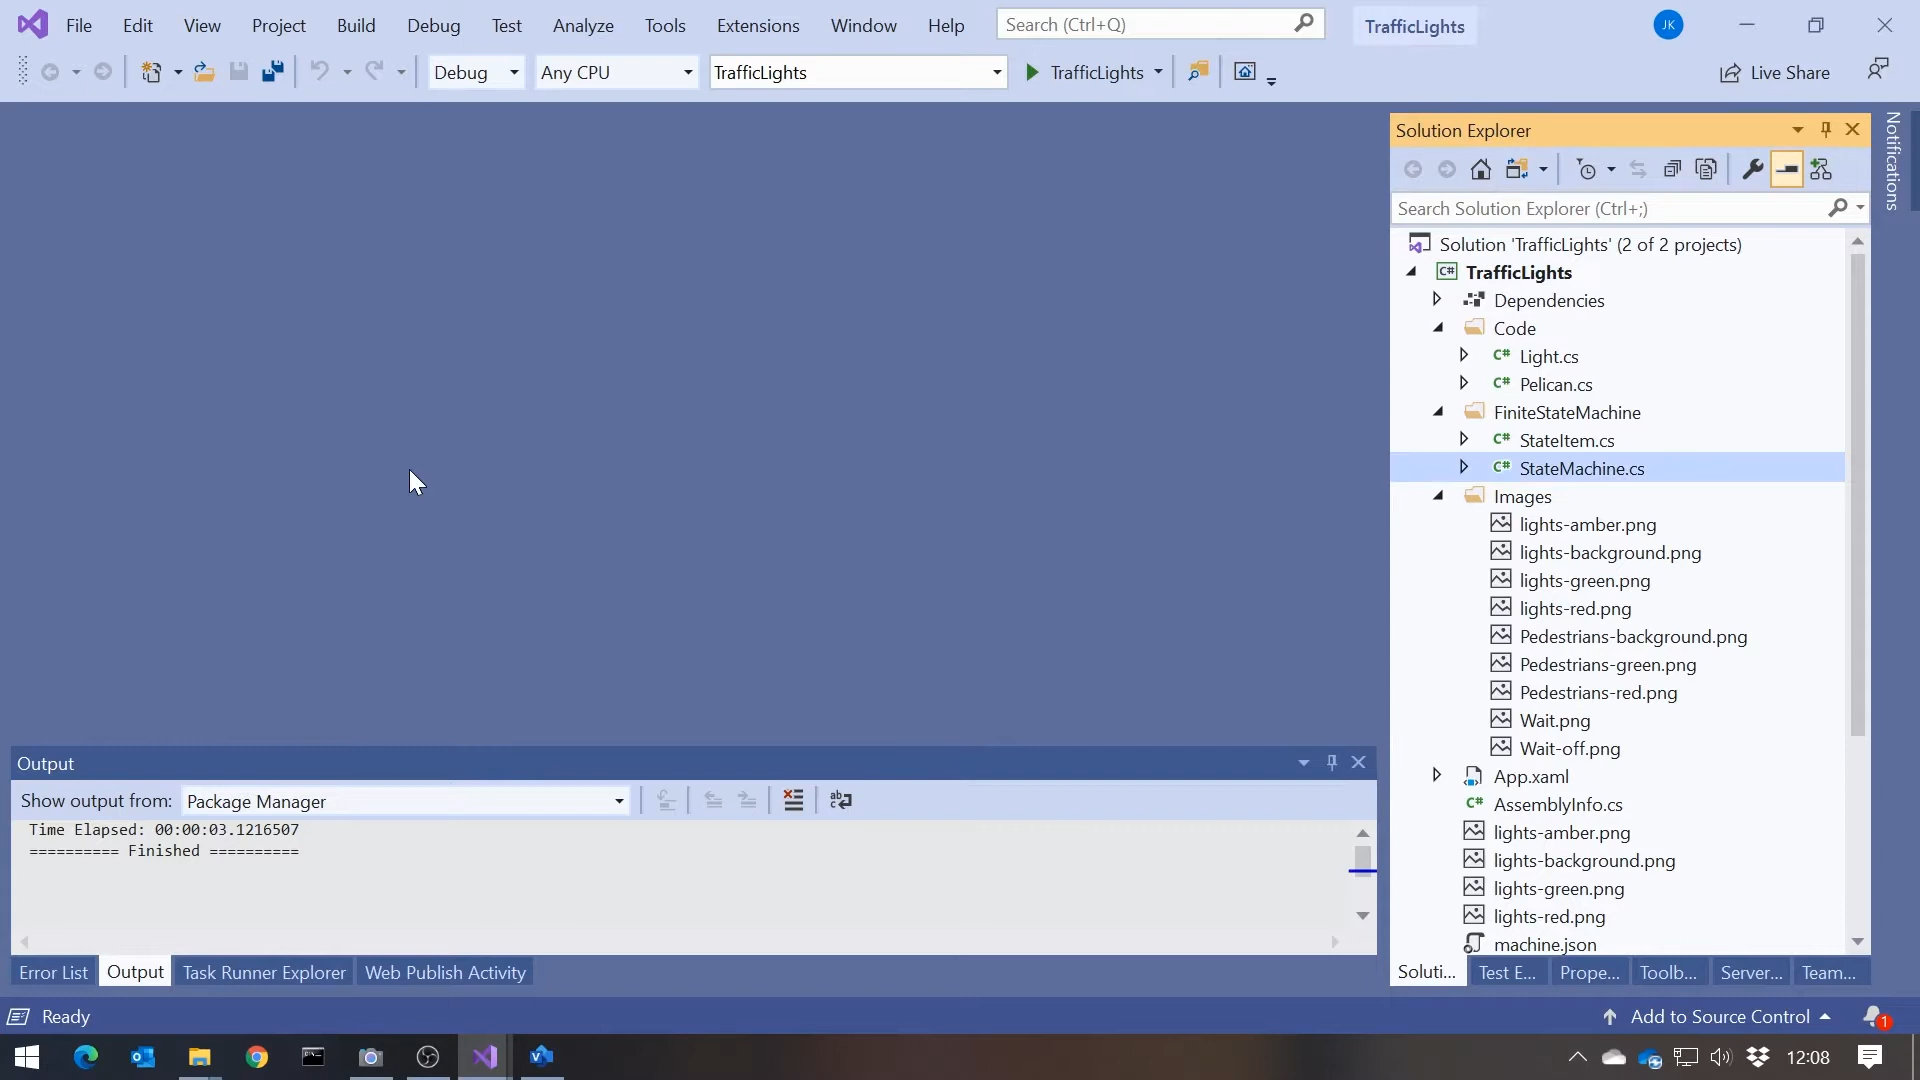 File Edit View Project Build Debug Test Analyze Tools Extensions Window Help Search (Ctrl+Q) TrafficLights JK
Debug Any CPU TrafficLights TrafficLights Live Share
Solution Explorer
Notifications
Search Solution Explorer (Ctrl+;)
Solution 'TrafficLights' (2 of 2 projects)
C# TrafficLights
Dependencies
Code
C# Light.cs
C# Pelican.cs
FiniteStateMachine
C# StateItem.cs
C# StateMachine.cs
Images
lights-amber.png
lights-background.png
lights-green.png
lights-red.png
Pedestrians-background.png
Pedestrians-green.png
Pedestrians-red.png
Wait.png
Wait-off.png
App.xaml
C# AssemblyInfo.cs
lights-amber.png
lights-background.png
lights-green.png
lights-red.png
machine.json
Soluti... Test E... Prope... Toolb... Server... Team...
Output
Show output from: Package Manager
Time Elapsed: 00:00:03.1216507
========== Finished ==========
Error List Output Task Runner Explorer Web Publish Activity
Ready Add to Source Control 1
12:08